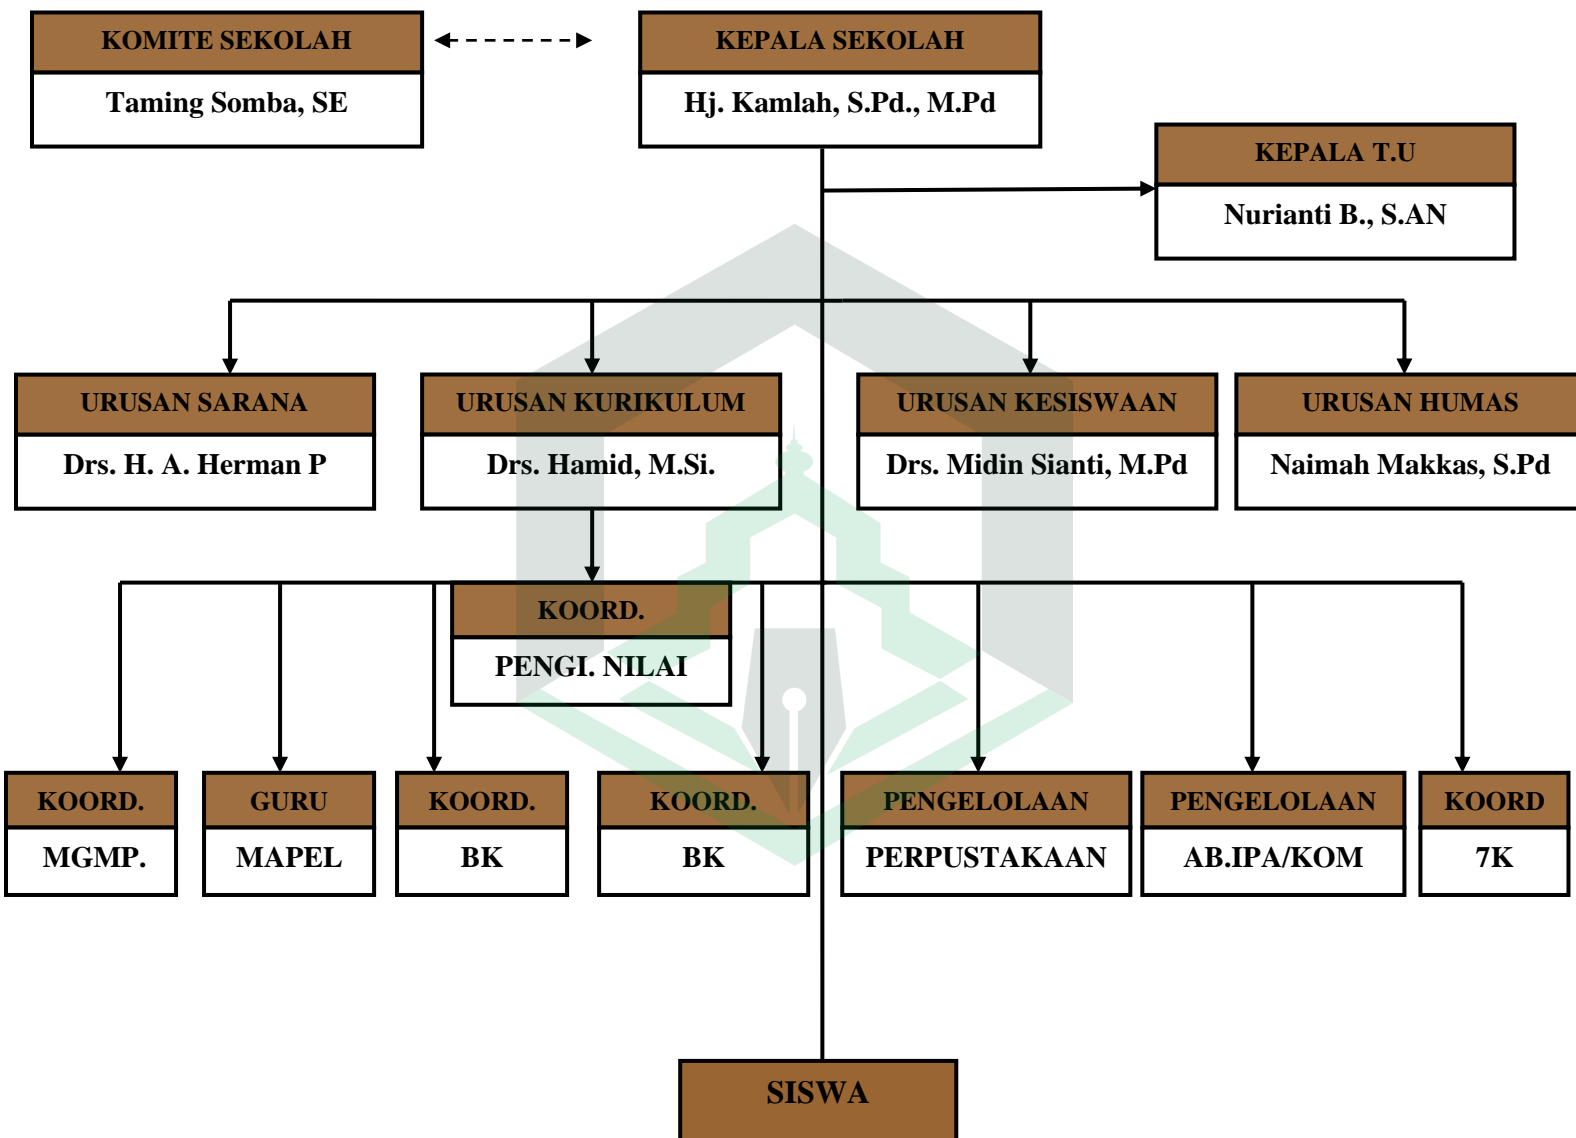 KOMITE SEKOLAH
Taming Somba, SE
KEPALA SEKOLAH
Hj. Kamlah, S.Pd., M.Pd
KEPALA T.U
Nurianti B., S.AN
URUSAN SARANA
Drs. H. A. Herman P
URUSAN KURIKULUM
Drs. Hamid, M.Si.
URUSAN KESISWAAN
Drs. Midin Sianti, M.Pd
URUSAN HUMAS
Naimah Makkas, S.Pd
KOORD.
PENGI. NILAI
KOORD.
MGMP.
GURU
MAPEL
KOORD.
BK
KOORD.
BK
PENGELOLAAN
PERPUSTAKAAN
PENGELOLAAN
AB.IPA/KOM
KOORD
7K
SISWA